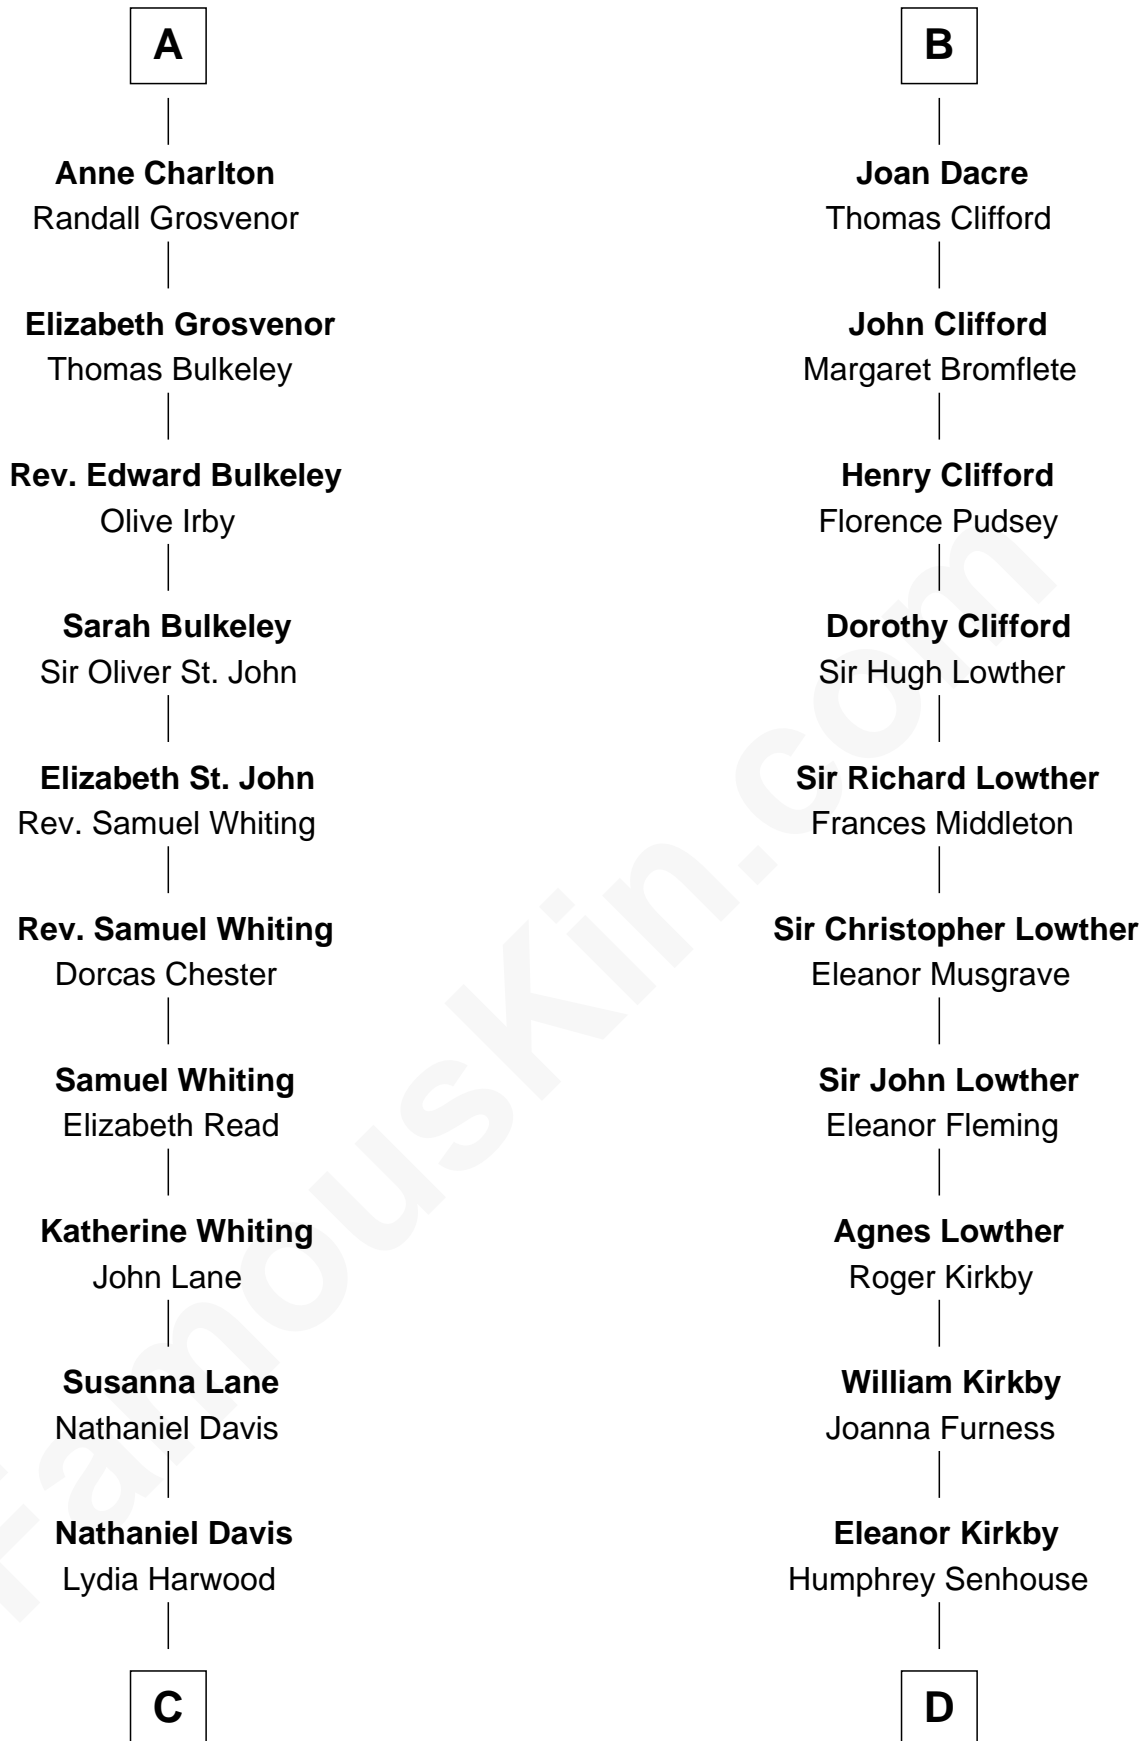 A
Anne Charlton
Randall Grosvenor
Elizabeth Grosvenor
Thomas Bulkeley
Rev. Edward Bulkeley
Olive Irby
Sarah Bulkeley
Sir Oliver St. John
Elizabeth St. John
Rev. Samuel Whiting
Rev. Samuel Whiting
Dorcas Chester
Samuel Whiting
Elizabeth Read
Katherine Whiting
John Lane
Susanna Lane
Nathaniel Davis
Nathaniel Davis
Lydia Harwood
C
B
Joan Dacre
Thomas Clifford
John Clifford
Margaret Bromflete
Henry Clifford
Florence Pudsey
Dorothy Clifford
Sir Hugh Lowther
Sir Richard Lowther
Frances Middleton
Sir Christopher Lowther
Eleanor Musgrave
Sir John Lowther
Eleanor Fleming
Agnes Lowther
Roger Kirkby
William Kirkby
Joanna Furness
Eleanor Kirkby
Humphrey Senhouse
D
FamousKin.com